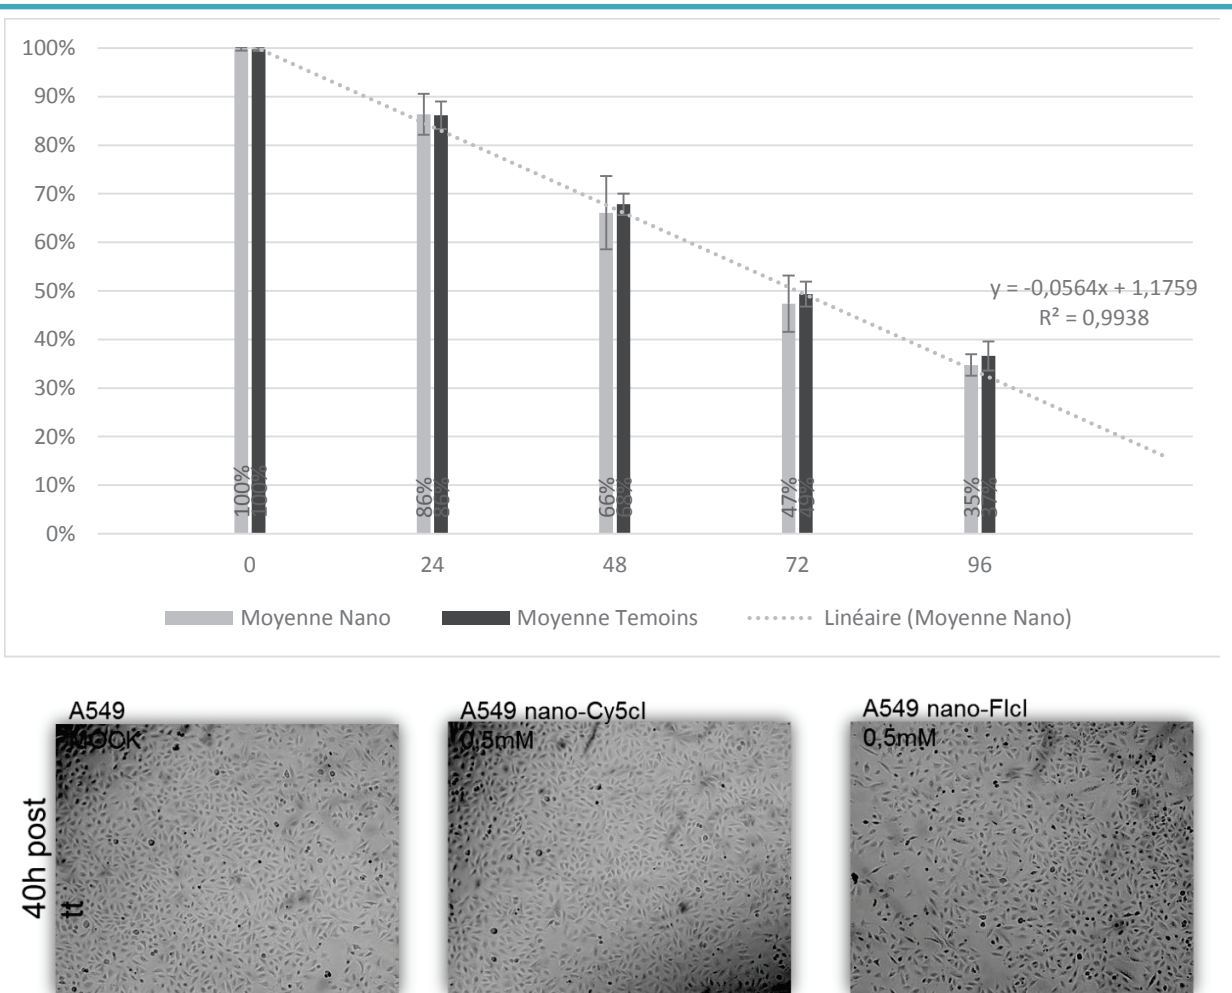 100%
90%
80%
70%
60%
50%
40%
30%
20%
10%
0%
100%
100%
86%
86%
66%
68%
47%
49%
35%
37%
y = -0,0564x + 1,1759
R² = 0,9938
0 24 48 72 96
Moyenne Nano Moyenne Temoins Linéaire (Moyenne Nano)
A549
MOCK
A549 nano-Cy5cl
0,5mM
A549 nano-Flcl
0,5mM
40h post
tt